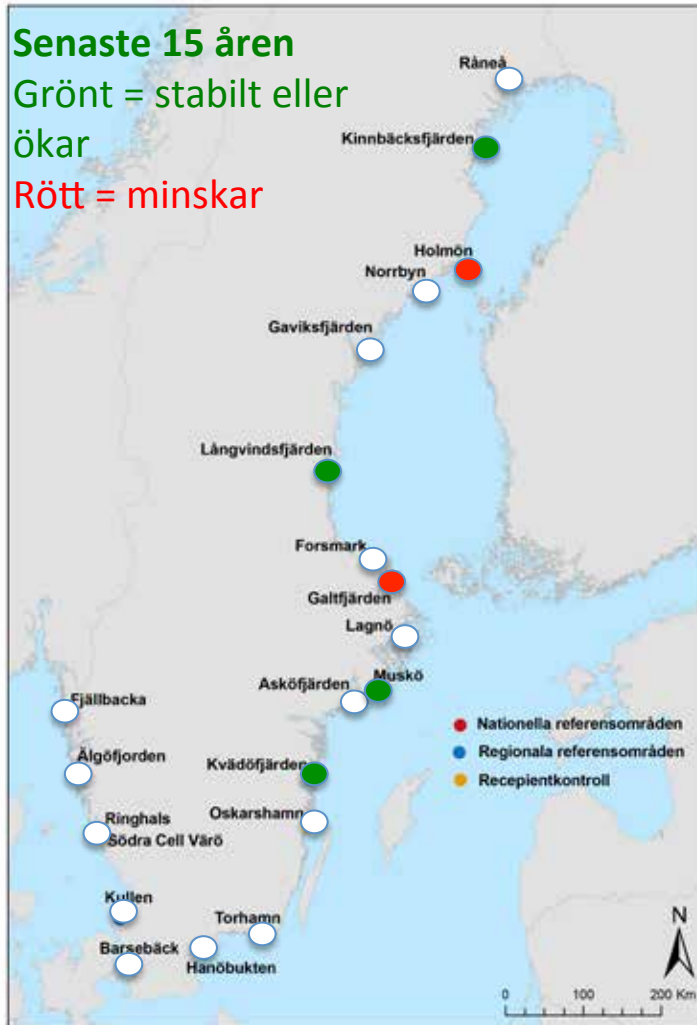 Senaste 15 åren
Grönt = stabilt eller
ökar
Rött = minskar
Råneå
Kinnbäcksfjärden
Holmön
Norrbyn
Gaviksfjärden
Långvindsfjärden
Forsmark
Galtfjärden
Lagnö
Muskö
Asköfjärden
Fjällbacka
Älgöfjorden
Kvädöfjärden
Oskarshamn
Ringhals
Södra Cell Värö
Kullen
Torhamn
Barsebäck
Hanöbukten
Nationella referensområden
Regionala referensområden
Recepientkontroll
N
0 100 200 Km